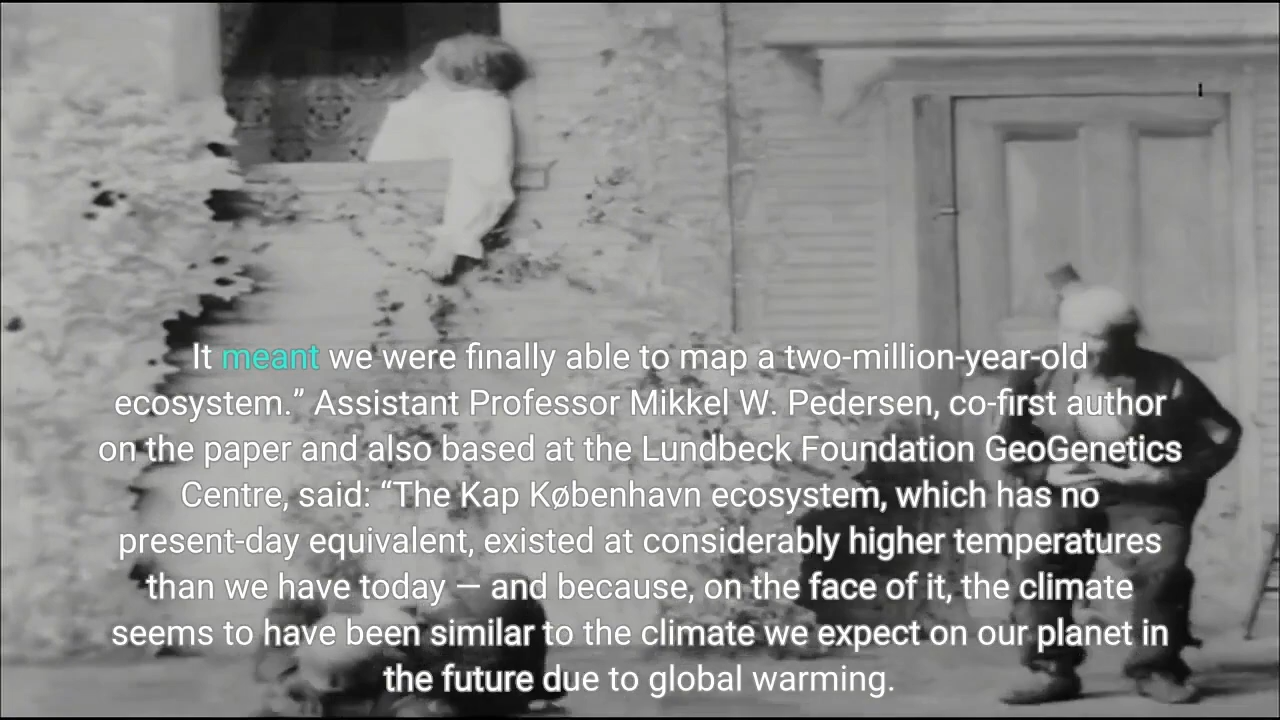 It meant we were finally able to map a two-million-year-old
ecosystem.” Assistant Professor Mikkel W. Pedersen, co-first author
on the paper and also based at the Lundbeck Foundation GeoGenetics
Centre, said: “The Kap København ecosystem, which has no
present-day equivalent, existed at considerably higher temperatures
than we have today — and because, on the face of it, the climate
seems to have been similar to the climate we expect on our planet in
the future due to global warming.